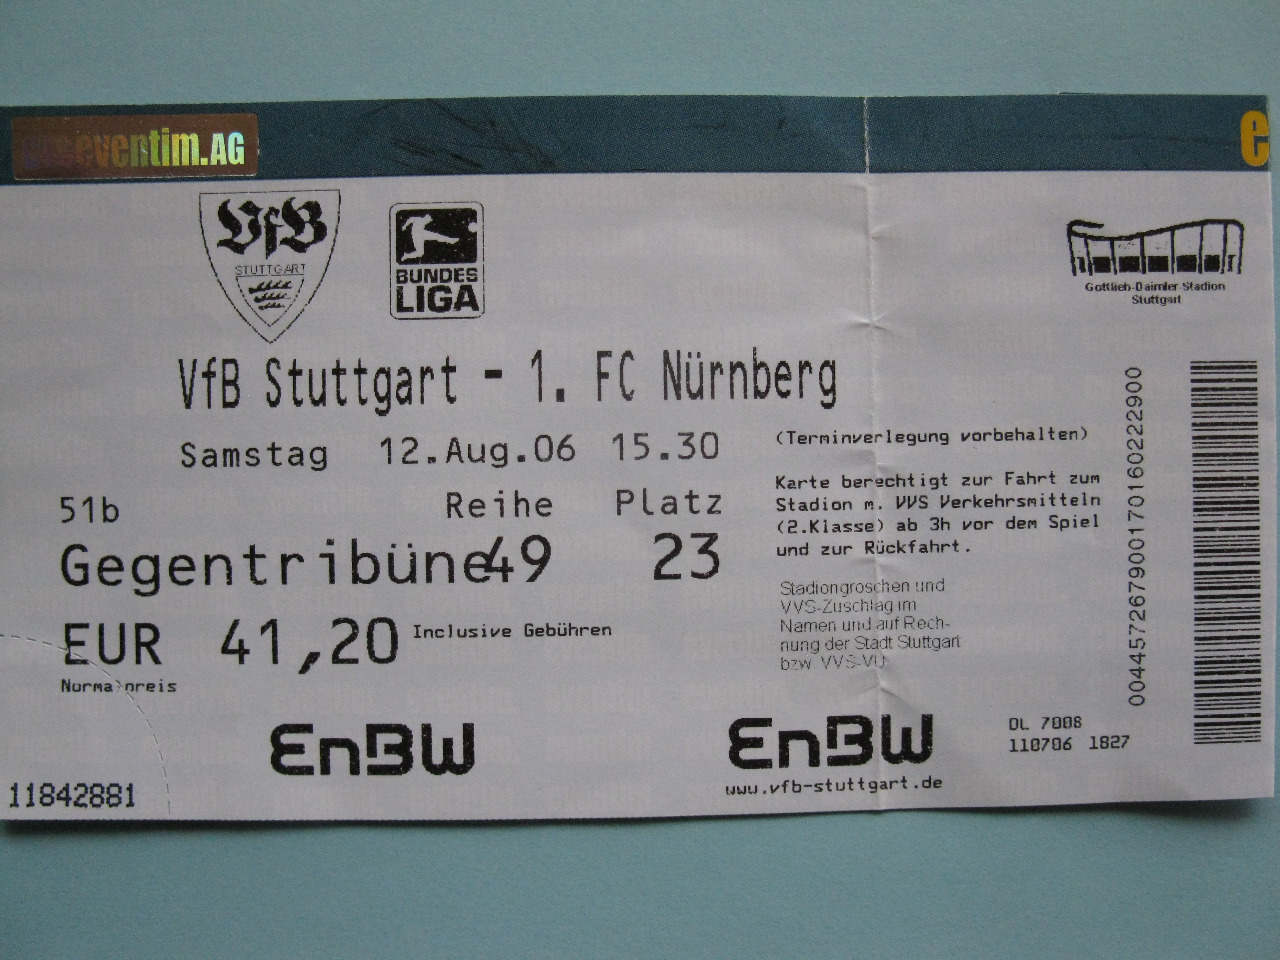 eventim.AG
e
VfB
STUTTGART
BUNDES
LIGA
Gottlieb-Daimler-Stadion
Stuttgart
VfB Stuttgart - 1. FC Nürnberg
Samstag 12.Aug.06 15.30
(Terminverlegung vorbehalten)
51b Reihe Platz
Gegentribüne 49 23
Karte berechtigt zur Fahrt zum
Stadion m. VVS Verkehrsmitteln
(2.Klasse) ab 3h vor dem Spiel
und zur Rückfahrt.
EUR 41,20 Inclusive Gebühren
Normalpreis
Stadiongroschen und
VVS-Zuschlag im
Namen und auf Rech-
nung der Stadt Stuttgart
bzw. VVS-VU
004457267900170160222900
EnBW
EnBW
www.vfb-stuttgart.de
DL 7008
110706 1827
11842881